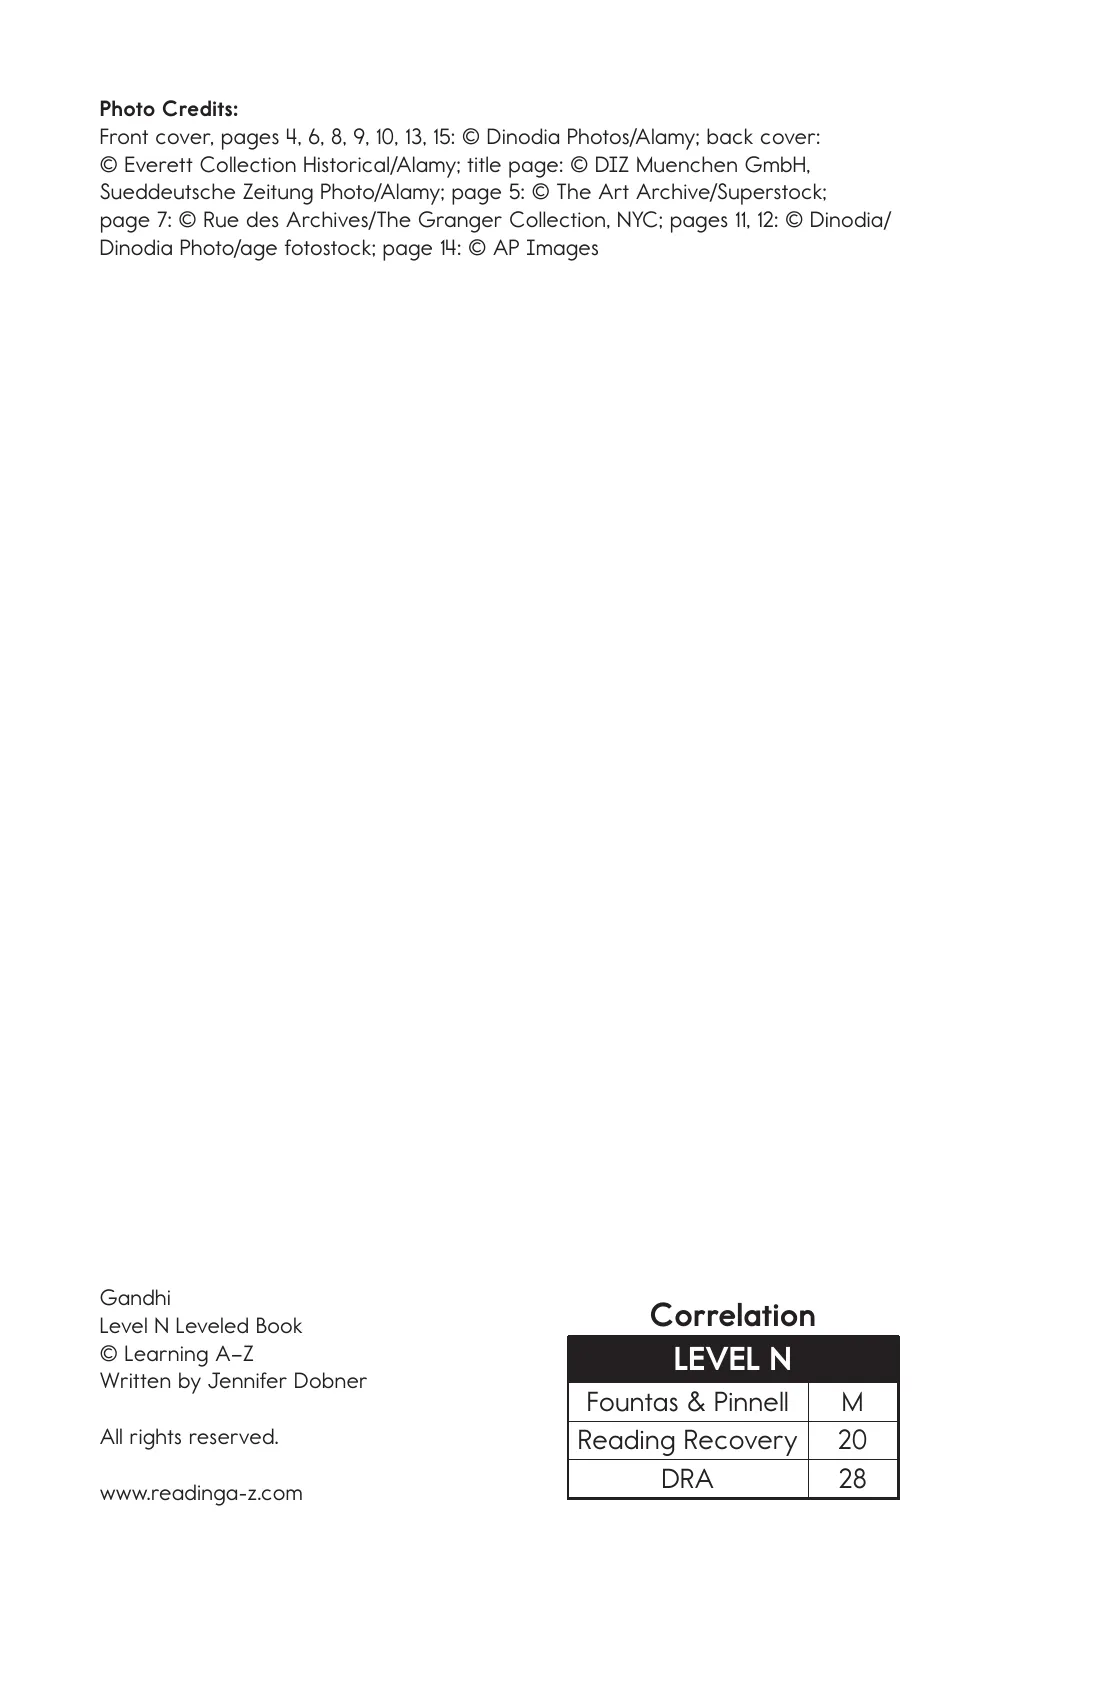 Photo Credits:
Front cover, pages 4, 6, 8, 9, 10, 13, 15: © Dinodia Photos/Alamy; back cover:
© Everett Collection Historical/Alamy; title page: © DIZ Muenchen GmbH,
Sueddeutsche Zeitung Photo/Alamy; page 5: © The Art Archive/Superstock;
page 7: © Rue des Archives/The Granger Collection, NYC; pages 11, 12: © Dinodia/
Dinodia Photo/age fotostock; page 14: © AP Images
Gandhi
Level N Leveled Book
© Learning A–Z
Written by Jennifer Dobner
All rights reserved.
www.readinga-z.com
Correlation
LEVEL N
Fountas & Pinnell M
Reading Recovery 20
DRA 28